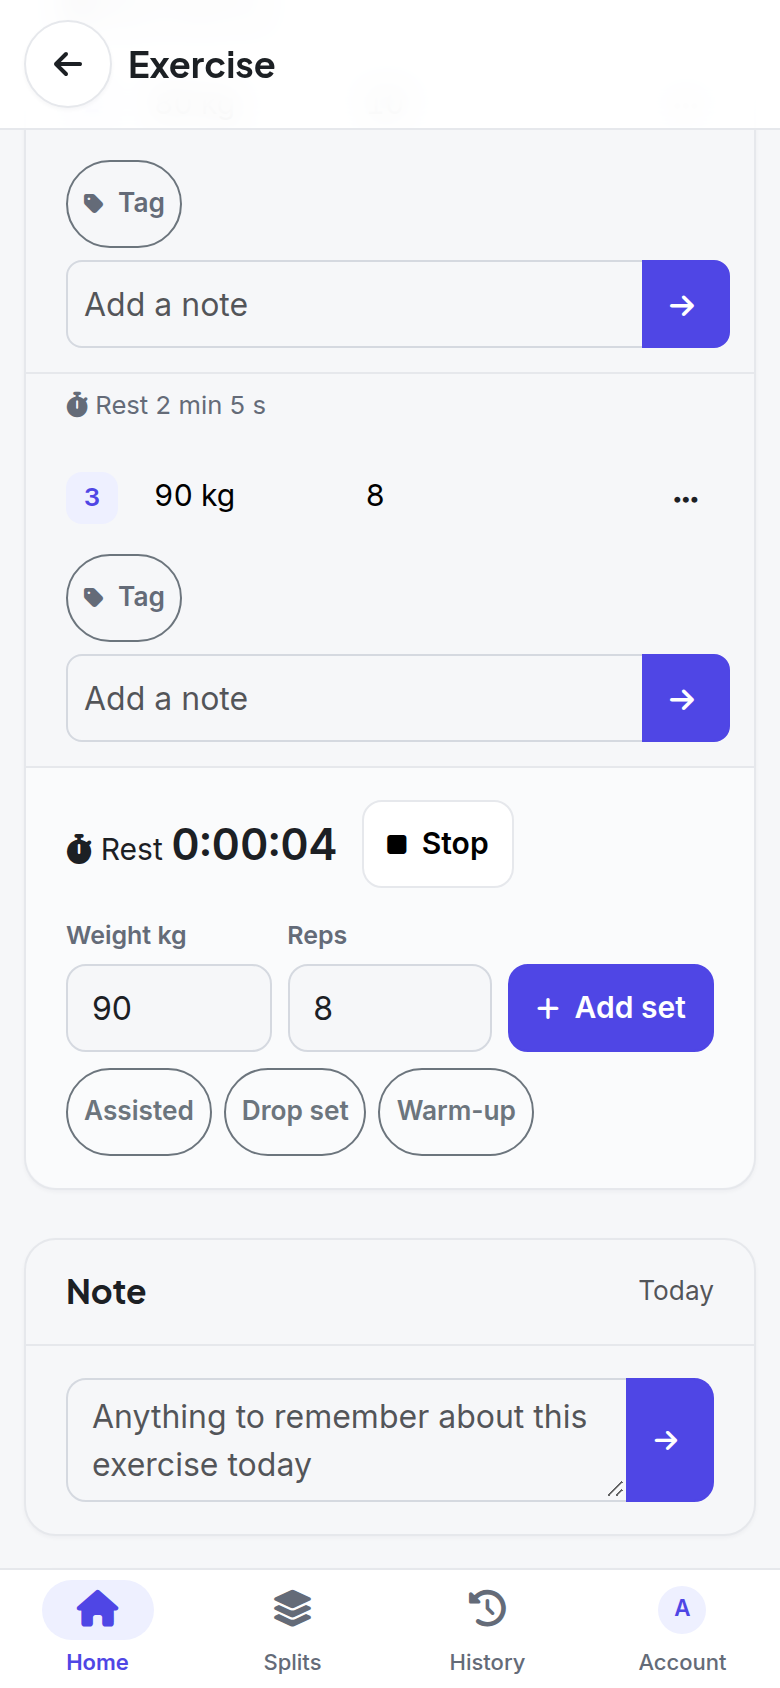 Exercise
Tag
Add a note
Rest 2 min 5 s
3 90 kg 8
Tag
Add a note
Rest 0:00:04 Stop
Weight kg Reps
90 8 + Add set
Assisted Drop set Warm-up
Note Today
Anything to remember about this
exercise today
Home Splits History A Account